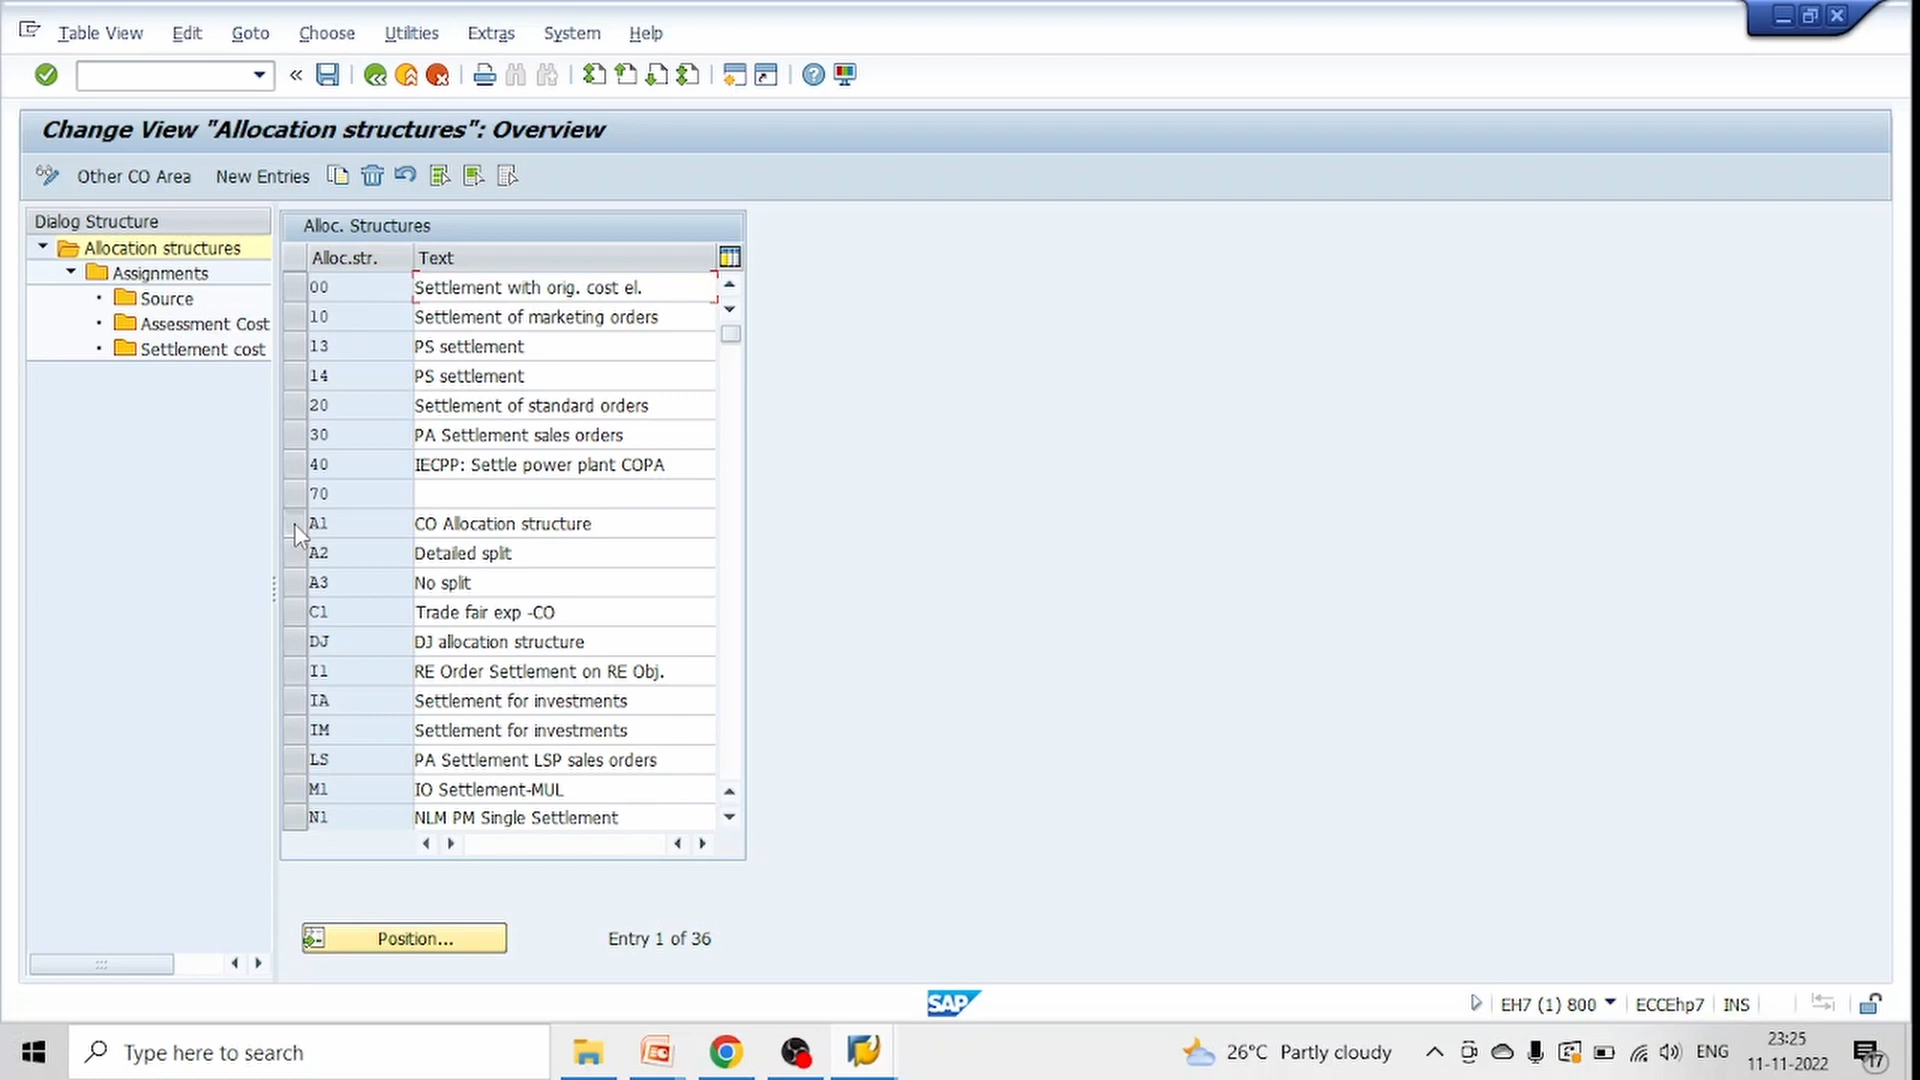 Table View Edit Goto Choose Utilities Extras System Help
Change View "Allocation structures": Overview
Other CO Area New Entries
Dialog Structure
Allocation structures
Assignments
Source
Assessment Cost
Settlement cost
Alloc. Structures
Alloc.str. Text
00 Settlement with orig. cost el.
10 Settlement of marketing orders
13 PS settlement
14 PS settlement
20 Settlement of standard orders
30 PA Settlement sales orders
40 IECPP: Settle power plant COPA
70
A1 CO Allocation structure
A2 Detailed split
A3 No split
C1 Trade fair exp -CO
DJ DJ allocation structure
I1 RE Order Settlement on RE Obj.
IA Settlement for investments
IM Settlement for investments
LS PA Settlement LSP sales orders
M1 IO Settlement-MUL
N1 NLM PM Single Settlement
Position... Entry 1 of 36
SAP EH7 (1) 800 ECCEhp7 INS
Type here to search 26°C Partly cloudy ENG 23:25
11-11-2022 17